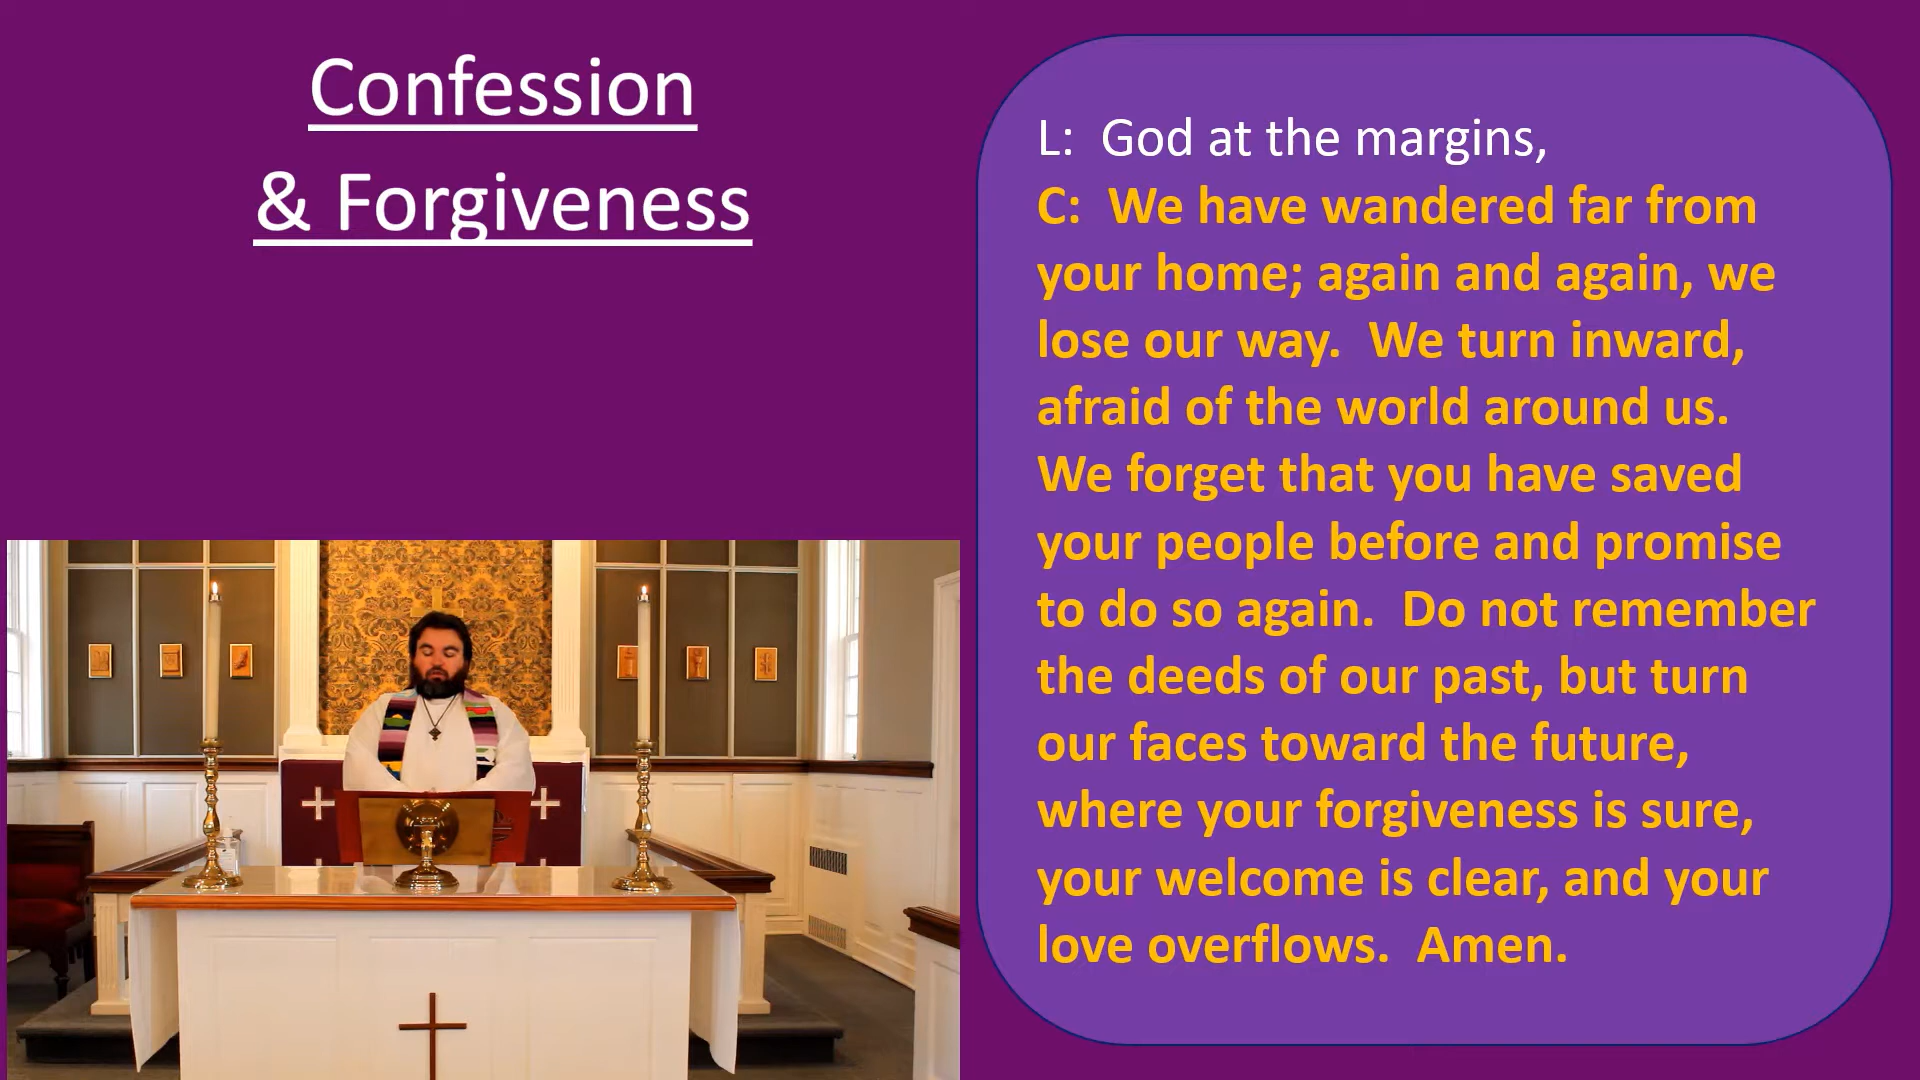 Confession
& Forgiveness
L:  God at the margins,
C:  We have wandered far from
your home; again and again, we
lose our way.  We turn inward,
afraid of the world around us.
We forget that you have saved
your people before and promise
to do so again.  Do not remember
the deeds of our past, but turn
our faces toward the future,
where your forgiveness is sure,
your welcome is clear, and your
love overflows.  Amen.